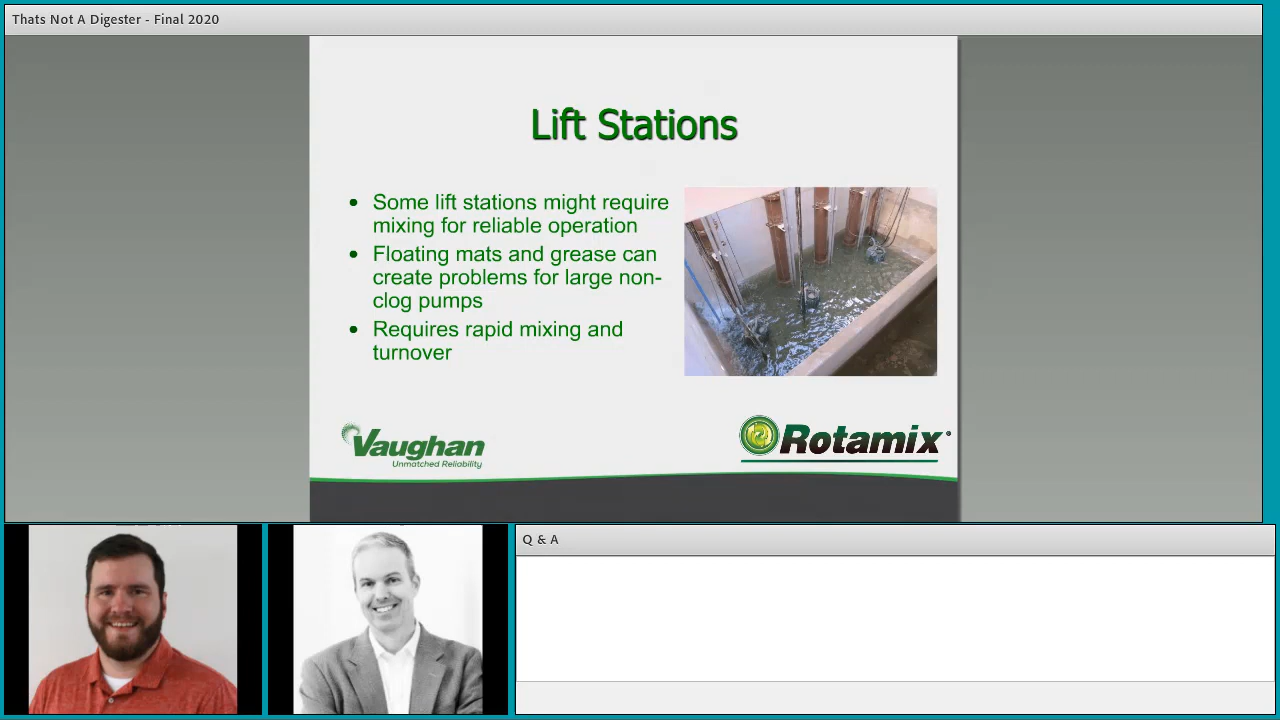 Thats Not A Digester - Final 2020
Lift Stations
• Some lift stations might require
mixing for reliable operation
• Floating mats and grease can
create problems for large non-
clog pumps
• Requires rapid mixing and
turnover
Vaughan
Unmatched Reliability
Rotamix®
Q & A